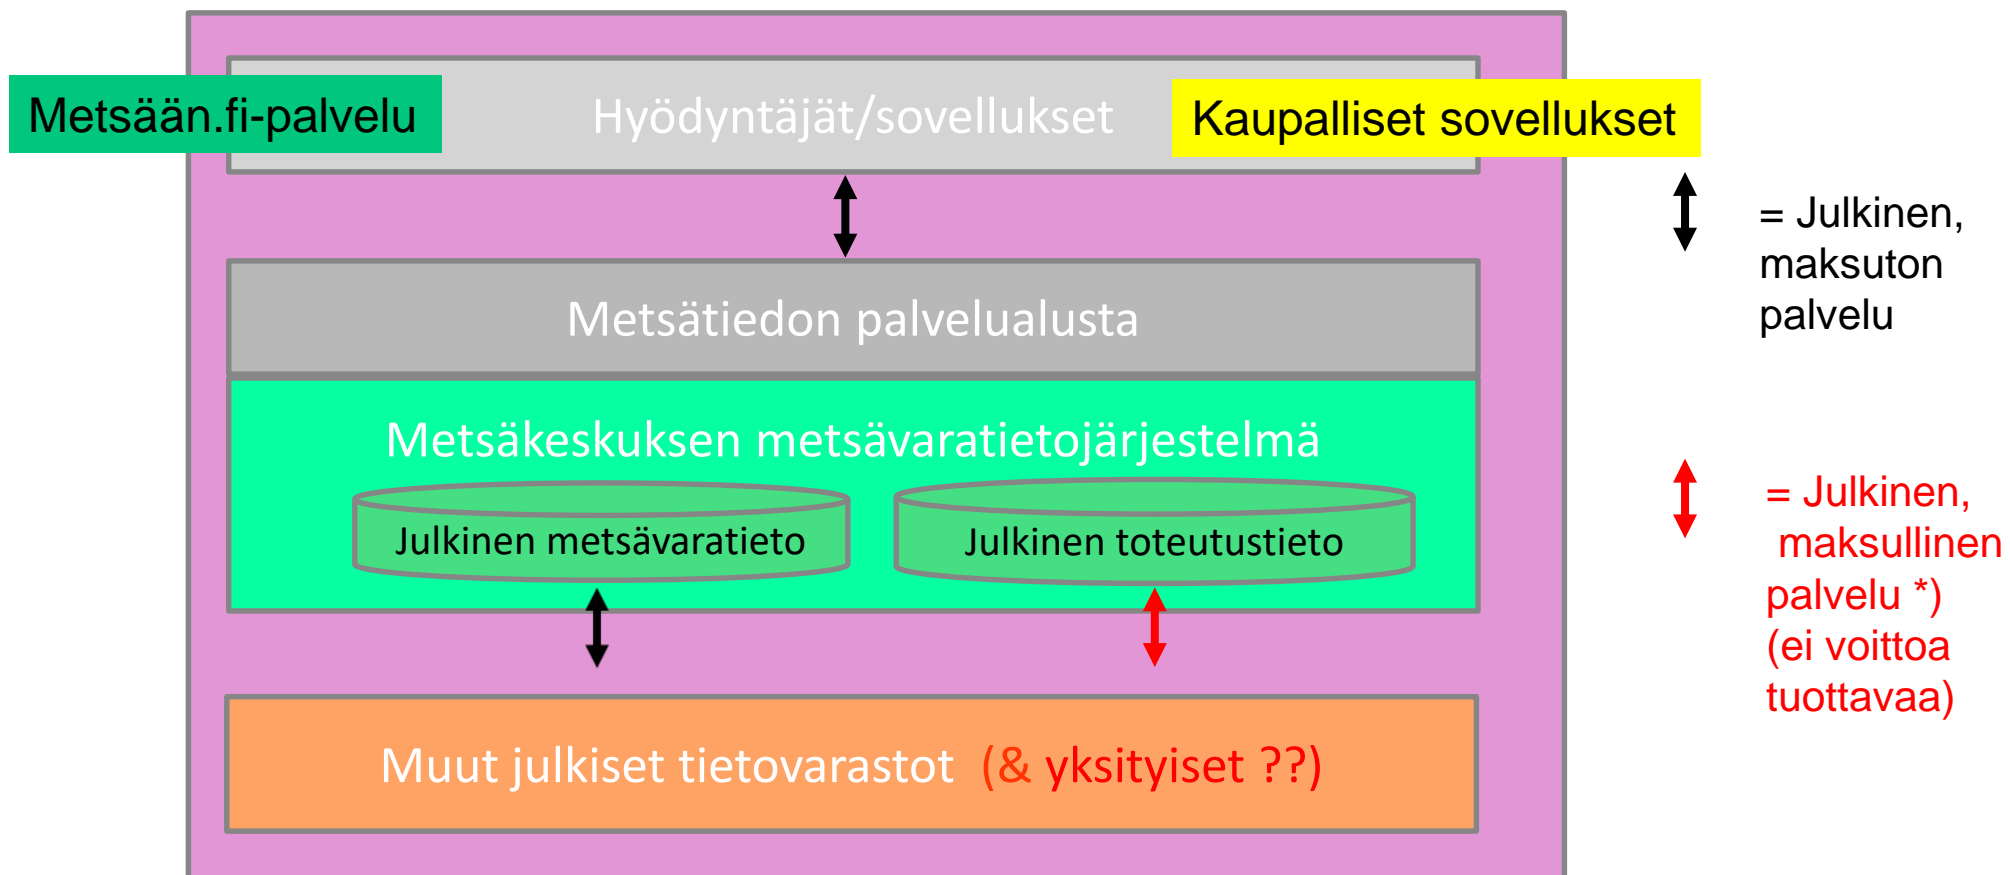 Metsään.fi-palvelu
Hyödyntäjät/sovellukset
Kaupalliset sovellukset
= Julkinen,
maksuton
palvelu
Metsätiedon palvelualusta
Metsäkeskuksen metsävaratietojärjestelmä
Julkinen metsävaratieto
Julkinen toteutustieto
= Julkinen,
maksullinen
palvelu *)
(ei voittoa
tuottavaa)
Muut julkiset tietovarastot (& yksityiset ??)